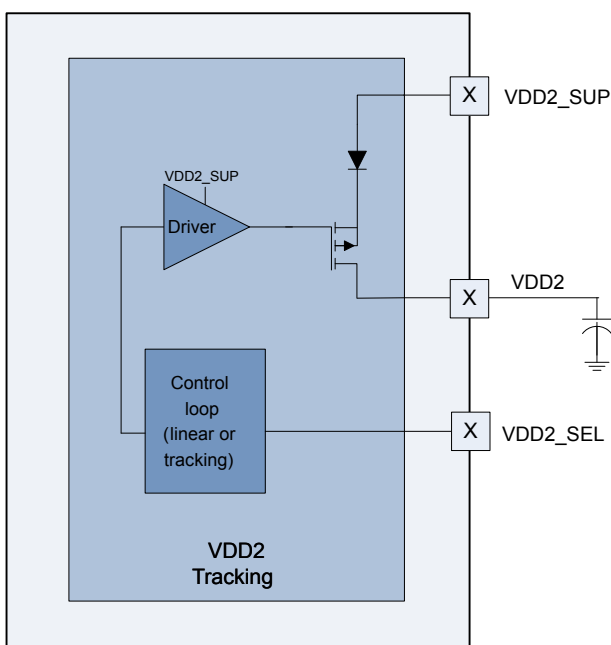 X
VDD2_SUP
VDD2_SUP
Driver
VDD2
X
Control
loop
(linear or
tracking)
X
VDD2_SEL
VDD2
Tracking